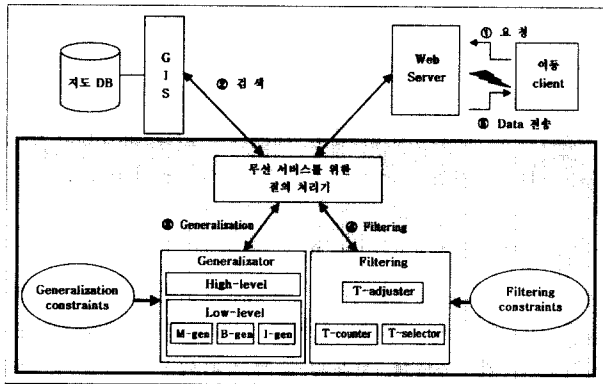 ① 요 청
G
I
S
지도 DB
Web
Server
이동
client
② 검 색
⑤ Data 전송
무선 서비스를 위한
질의 처리기
③ Generalization
④ Filtering
Generalizator
High-level
Low-level
M-gen
B-gen
I-gen
Filtering
T-adjuster
T-counter
T-selector
Generalization
constraints
Filtering
constraints